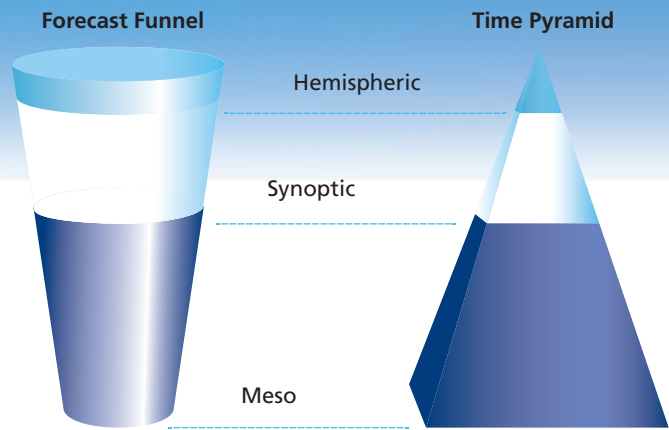 Forecast Funnel
Time Pyramid
Hemispheric
Synoptic
Meso